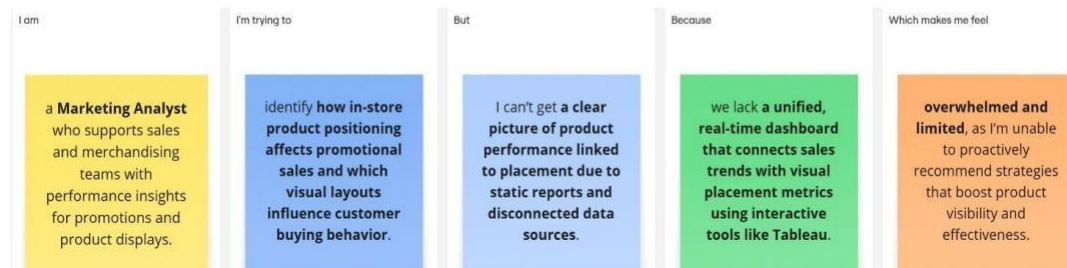 I am
a Marketing Analyst
who supports sales
and merchandising
teams with
performance insights
for promotions and
product displays.
I'm trying to
identify how in-store
product positioning
affects promotional
sales and which
visual layouts
influence customer
buying behavior.
But
I can't get a clear
picture of product
performance linked
to placement due to
static reports and
disconnected data
sources.
Because
we lack a unified,
real-time dashboard
that connects sales
trends with visual
placement metrics
using interactive
tools like Tableau.
Which makes me feel
overwhelmed and
limited, as I'm unable
to proactively
recommend strategies
that boost product
visibility and
effectiveness.